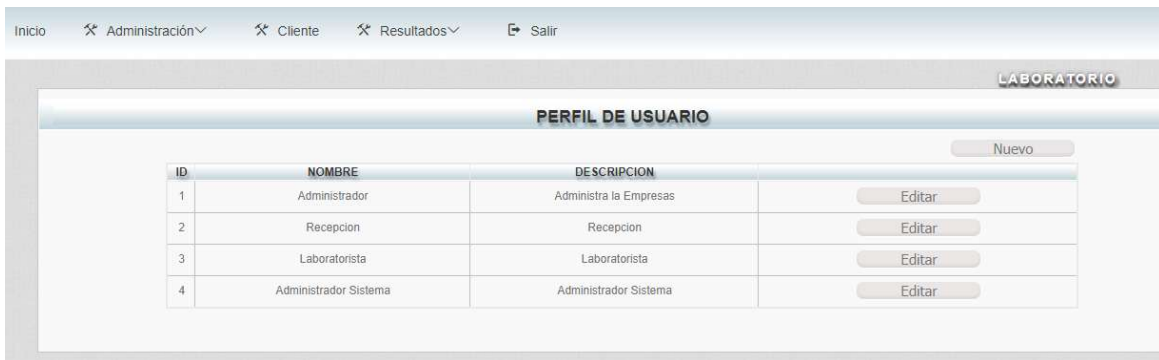 Inicio Administración Cliente Resultados Salir
LABORATORIO
PERFIL DE USUARIO
Nuevo
ID NOMBRE DESCRIPCION
1 Administrador Administra la Empresas Editar
2 Recepcion Recepcion Editar
3 Laboratorista Laboratorista Editar
4 Administrador Sistema Administrador Sistema Editar